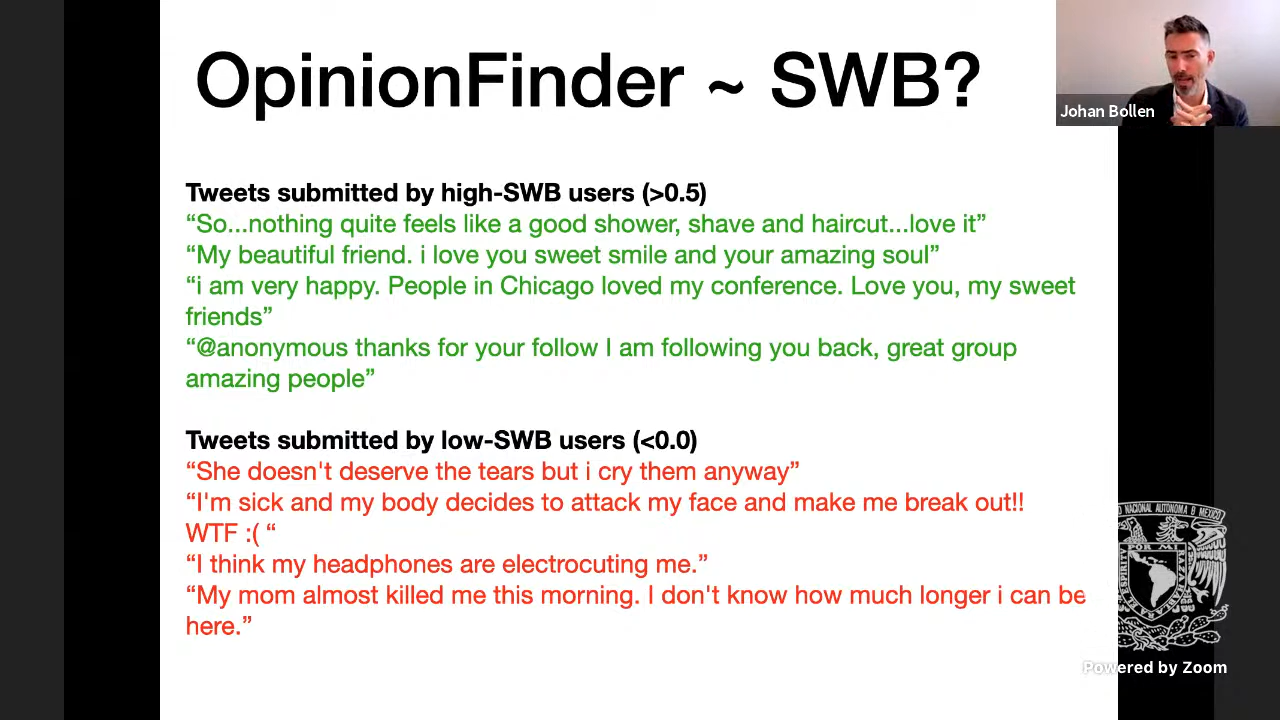 OpinionFinder ~ SWB?
Johan Bollen
Tweets submitted by high-SWB users (>0.5)
“So...nothing quite feels like a good shower, shave and haircut...love it”
“My beautiful friend. i love you sweet smile and your amazing soul”
“i am very happy. People in Chicago loved my conference. Love you, my sweet
friends”
“@anonymous thanks for your follow I am following you back, great group
amazing people”
Tweets submitted by low-SWB users (<0.0)
“She doesn't deserve the tears but i cry them anyway”
“I'm sick and my body decides to attack my face and make me break out!!
WTF :( “
“I think my headphones are electrocuting me.”
“My mom almost killed me this morning. I don't know how much longer i can be
here.”
NACIONAL AVTONOMA
POR MI RAZA
ESPIRITV
Powered by Zoom